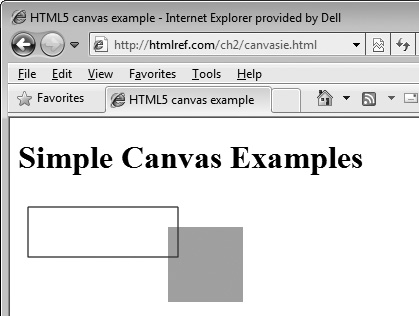 HTML5 canvas example - Internet Explorer provided by Dell
http://htmlref.com/ch2/canvasie.html
File Edit View Favorites Tools Help
Favorites HTML5 canvas example
Simple Canvas Examples